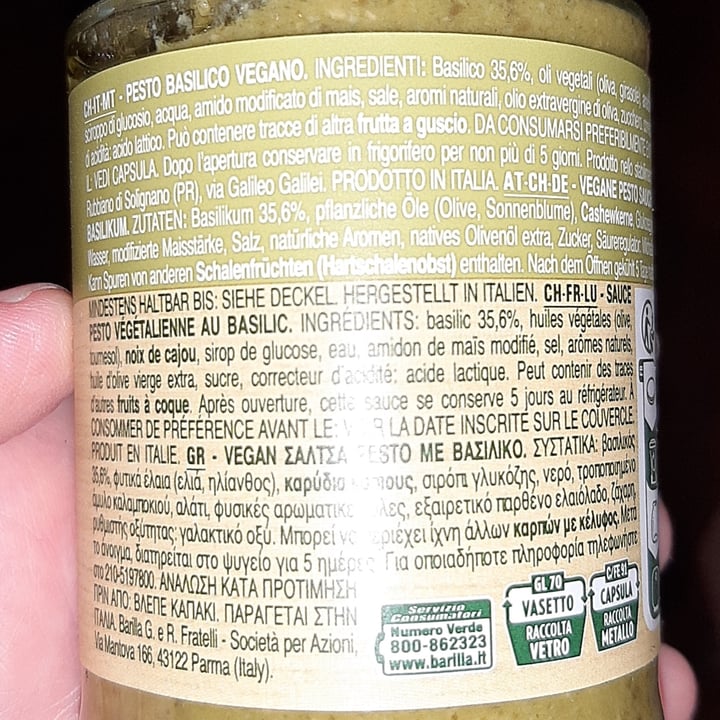 CH-IT-MT - PESTO BASILICO VEGANO. INGREDIENTI: Basilico 35,6%, oli vegetali (oliva, girasole),
sciroppo di glucosio, acqua, amido modificato di mais, sale, aromi naturali, olio extravergine di oliva, zucchero,
di acidità: acido lattico. Può contenere tracce di altra frutta a guscio. DA CONSUMARSI PREFERIBILMENTE
IL: VEDI CAPSULA. Dopo l'apertura conservare in frigorifero per non più di 5 giorni. Prodotto nello
Rubbiano di Solignano (PR), via Galileo Galilei. PRODOTTO IN ITALIA. AT-CH-DE - VEGANE PESTO
BASILIKUM. ZUTATEN: Basilikum 35,6%, pflanzliche Öle (Olive, Sonnenblume), Cashewkerne,
Wasser, modifizierte Maisstärke, Salz, natürliche Aromen, natives Olivenöl extra, Zucker, Säureregulator:
Kann Spuren von anderen Schalenfrüchten (Hartschalenobst) enthalten. Nach dem Öffnen gekühlt 5
MINDESTENS HALTBAR BIS: SIEHE DECKEL. HERGESTELLT IN ITALIEN. CH-FR-LU - SAUCE
PESTO VÉGÉTALIENNE AU BASILIC. INGRÉDIENTS: basilic 35,6%, huiles végétales (olive,
tournesol), noix de cajou, sirop de glucose, eau, amidon de maïs modifié, sel, arômes naturels,
huile d'olive vierge extra, sucre, correcteur d'acidité: acide lactique. Peut contenir des traces
d'autres fruits à coque. Après ouverture, cette sauce se conserve 5 jours au réfrigérateur. À
CONSOMMER DE PRÉFÉRENCE AVANT LE: LA DATE INSCRITE SUR LE COUVERCLE.
PRODUIT EN ITALIE. GR - VEGAN ΣΑΛΤΣΑ PESTO ΜΕ ΒΑΣΙΛΙΚΟ. ΣΥΣΤΑΤΙΚΑ: βασιλικός
35,6%, φυτικά έλαια (ελιά, ηλίανθος), καρύδια, σιρόπι γλυκόζης, νερό, τροποποιημένο
άμυλο καλαμποκιού, αλάτι, φυσικές αρωματικές ύλες, εξαιρετικό παρθένο ελαιόλαδο, ζάχαρη,
ρυθμιστής οξύτητας: γαλακτικό οξύ. Μπορεί να περιέχει ίχνη άλλων καρπών με κέλυφος. Μετά
το άνοιγμα, διατηρείται στο ψυγείο για 5 ημέρες. Για οποιαδήποτε πληροφορία τηλεφωνήστε
στο 210-5197800. ΑΝΑΛΩΣΗ ΚΑΤΑ ΠΡΟΤΙΜΗΣΗ
ΠΡΙΝ ΑΠΟ: ΒΛΕΠΕ ΚΑΠΑΚΙ. ΠΑΡΑΓΕΤΑΙ ΣΤΗΝ
ΙΤΑΛΙΑ. Barilla G. e R. Fratelli - Società per Azioni,
Via Mantova 166, 43122 Parma (Italy).
Servizio
Consumatori
Numero Verde
800-862323
www.barilla.it
GL 70
VASETTO
RACCOLTA
VETRO
C/FE 91
CAPSULA
RACCOLTA
METALLO